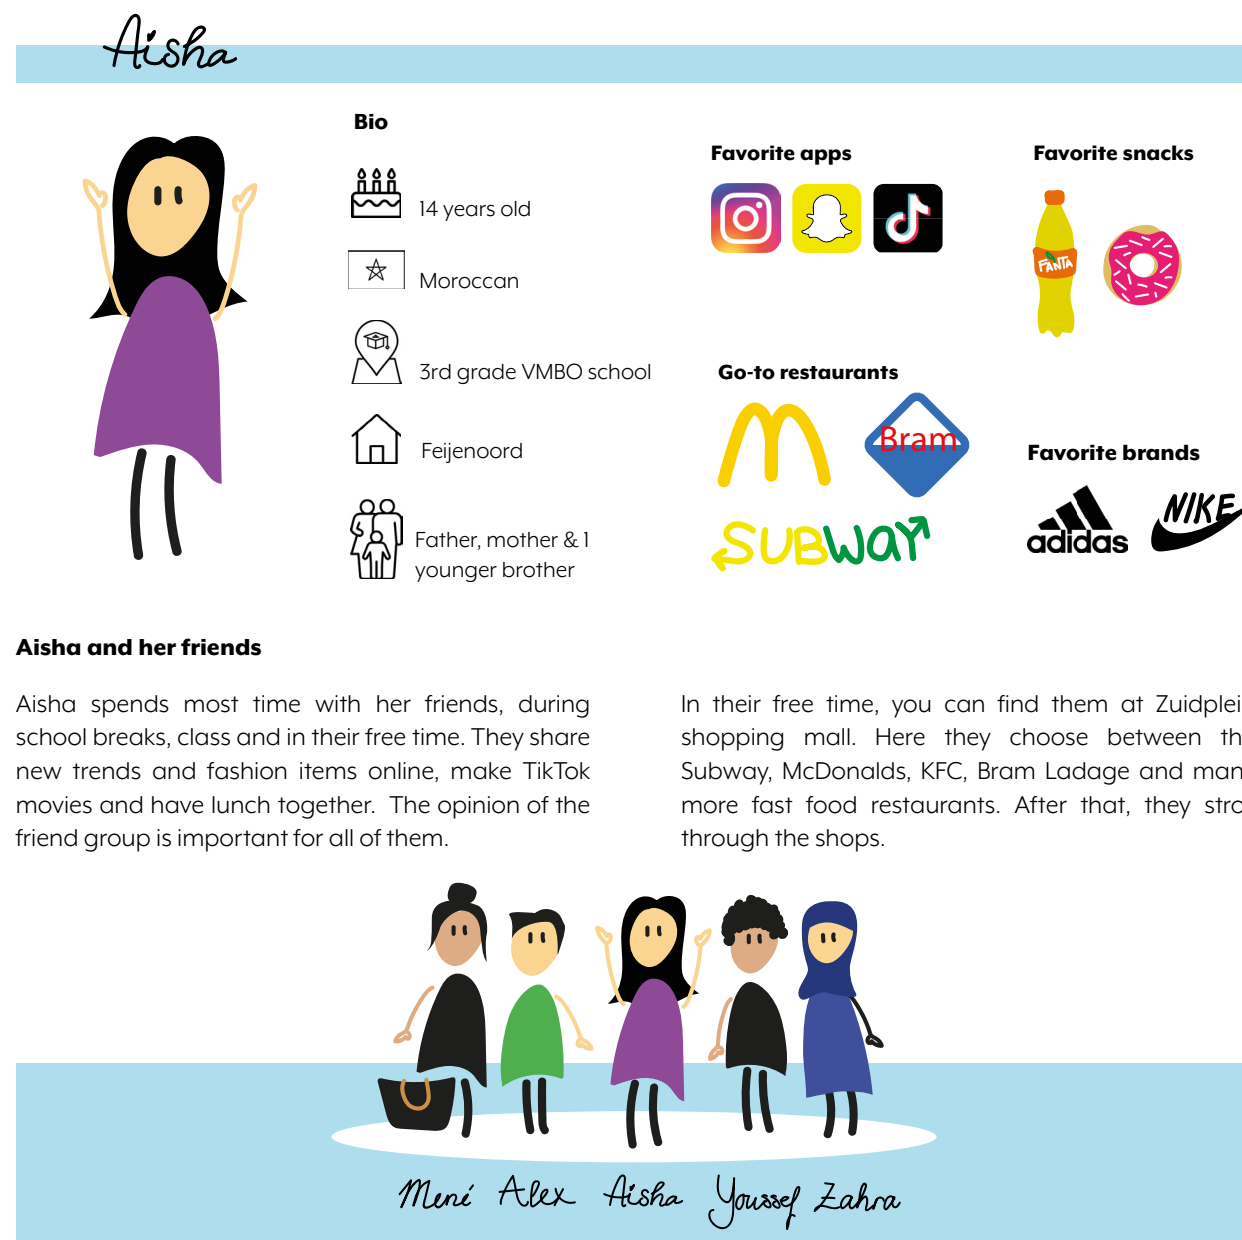 Aisha
Bio
14 years old
Moroccan
3rd grade VMBO school
Feijenoord
Father, mother & 1
younger brother
Favorite apps
Favorite snacks
FANTA
Go-to restaurants
Bram
SUBWAY
Favorite brands
adidas
NIKE
Aisha and her friends
Aisha spends most time with her friends, during
school breaks, class and in their free time. They share
new trends and fashion items online, make TikTok
movies and have lunch together. The opinion of the
friend group is important for all of them.
In their free time, you can find them at Zuidplei
shopping mall. Here they choose between th
Subway, McDonalds, KFC, Bram Ladage and man
more fast food restaurants. After that, they stro
through the shops.
Mené Alex Aisha Youssef Zahra